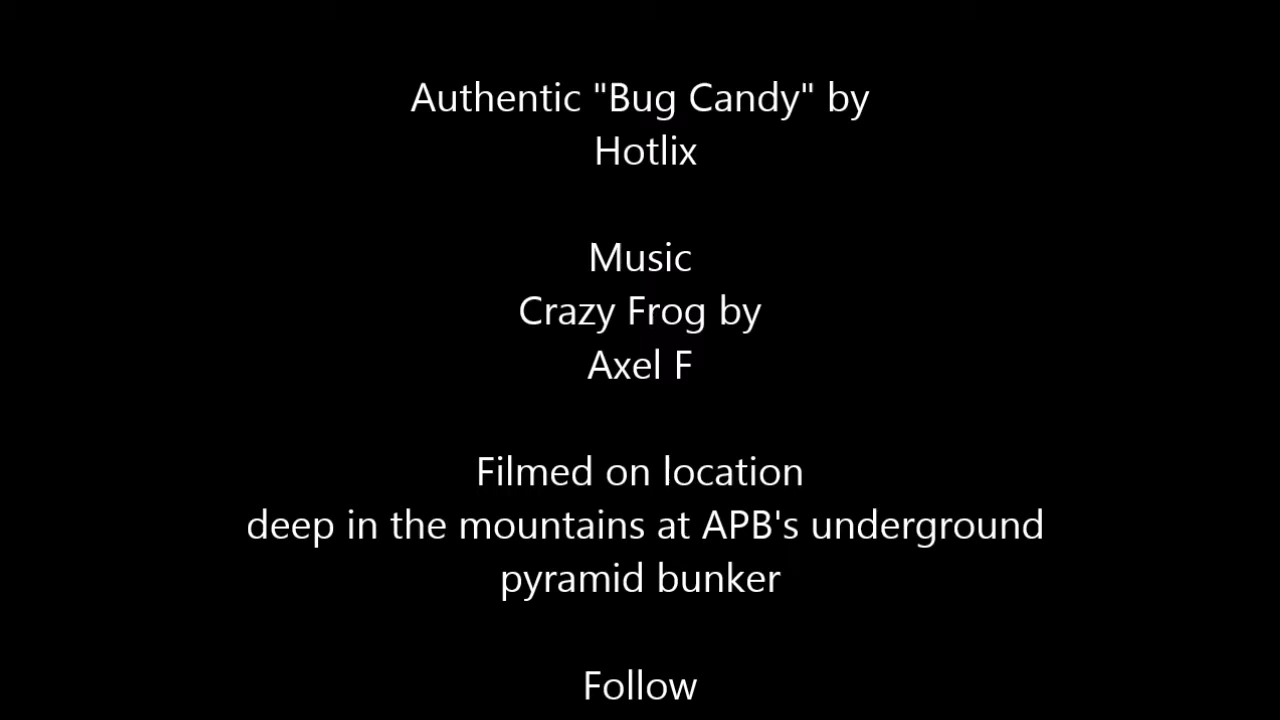 Authentic "Bug Candy" by
Hotlix
Music
Crazy Frog by
Axel F
Filmed on location
deep in the mountains at APB's underground
pyramid bunker
Follow